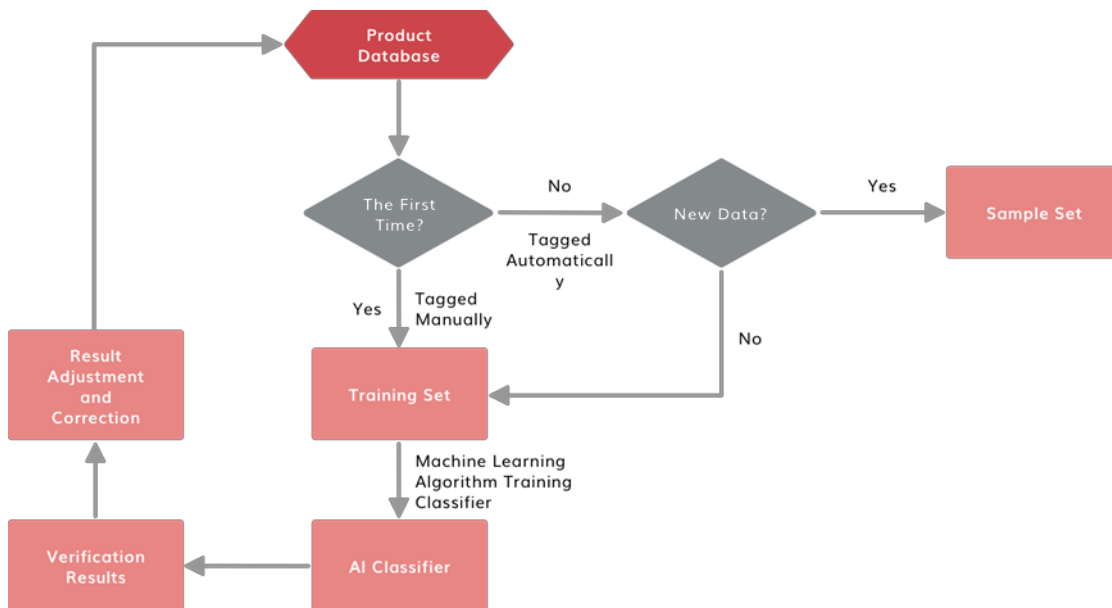 Product
Database
The First
Time?
No
Tagged
Automaticall
y
New Data?
Yes
Sample Set
Yes
Tagged
Manually
No
Training Set
Machine Learning
Algorithm Training
Classifier
AI Classifier
Verification
Results
Result
Adjustment
and
Correction